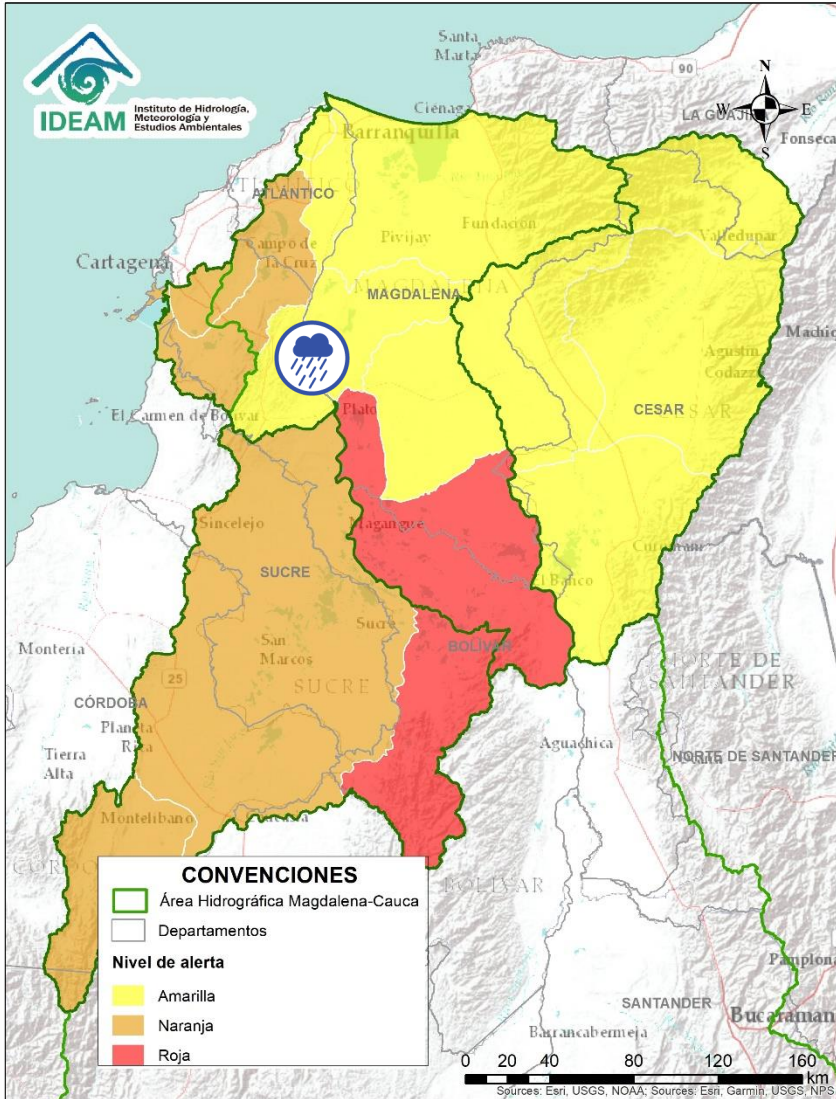 Santa
Marta
90
N
W E
S
IDEAM
Instituto de Hidrología,
Meteorología y
Estudios Ambientales
Ciénaga
Barranquilla
LA GUAJIRA
Fonseca
ATLÁNTICO
Campo de
la Cruz
Pivijay
Fundación
Valledupar
Cartagena
MAGDALENA
Agustín
Codazzi
El Carmen de Bolívar
Plato
CESAR
Sincelejo
Magangué
SUCRE
El Banco
Sucre
Montería
San
Marcos
BOLÍVAR
NORTE DE
SANTANDER
25
SUCRE
CÓRDOBA
Planeta
Rica
Tierra
Alta
Aguachica
NORTE DE SANTANDER
Montelíbano
CONVENCIONES
Área Hidrográfica Magdalena-Cauca
Departamentos
Nivel de alerta
Amarilla
Naranja
Roja
BOLÍVAR
Pamplona
SANTANDER
Bucaraman
Barrancabermeja
0 20 40 80 120 160
km
Sources: Esri, USGS, NOAA; Sources: Esri, Garmin, USGS, NPS